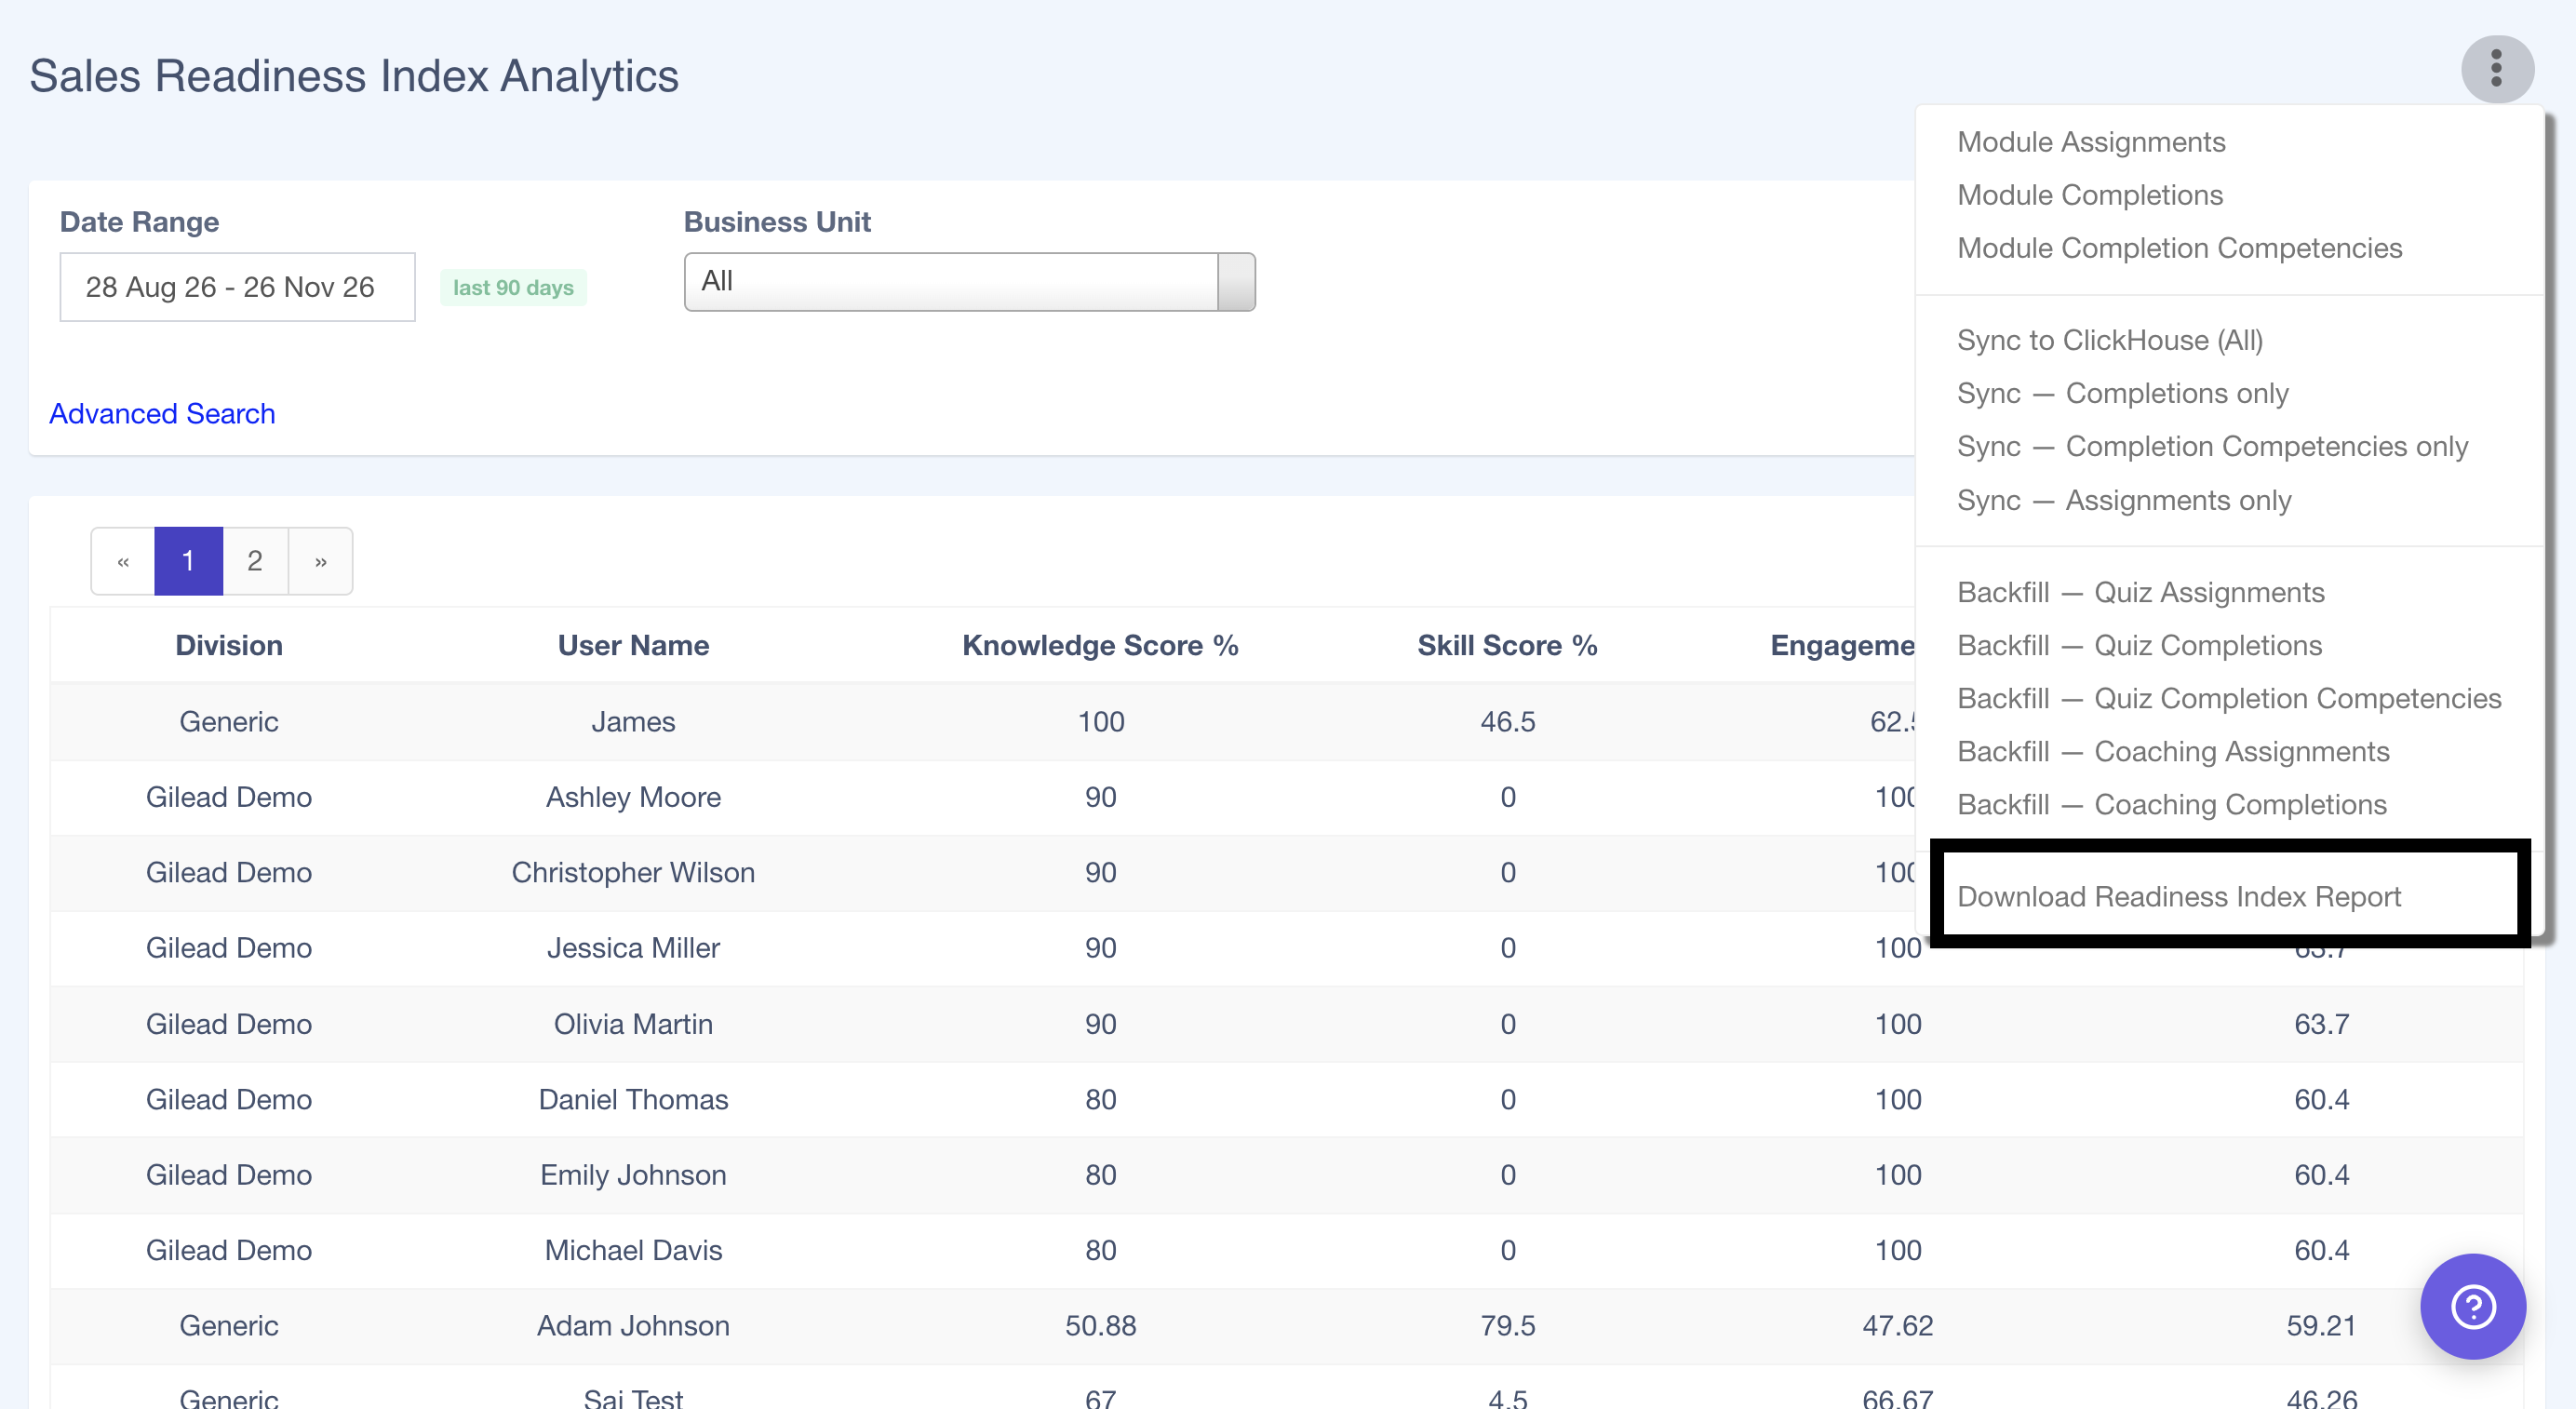 Sales Readiness Index Analytics
Module Assignments
Module Completions
Module Completion Competencies
Sync to ClickHouse (All)
Sync — Completions only
Sync — Completion Competencies only
Sync — Assignments only
Backfill — Quiz Assignments
Backfill — Quiz Completions
Backfill — Quiz Completion Competencies
Backfill — Coaching Assignments
Backfill — Coaching Completions
Download Readiness Index Report
Date Range
28 Aug 26 - 26 Nov 26 last 90 days
Business Unit
All
Advanced Search
« 1 2 »
Division User Name Knowledge Score % Skill Score % Engageme
Generic James 100 46.5 62.5
Gilead Demo Ashley Moore 90 0 100
Gilead Demo Christopher Wilson 90 0 100
Gilead Demo Jessica Miller 90 0 100 63.7
Gilead Demo Olivia Martin 90 0 100 63.7
Gilead Demo Daniel Thomas 80 0 100 60.4
Gilead Demo Emily Johnson 80 0 100 60.4
Gilead Demo Michael Davis 80 0 100 60.4
Generic Adam Johnson 50.88 79.5 47.62 59.21
Generic Sai Test 67 4.5 66.67 46.26